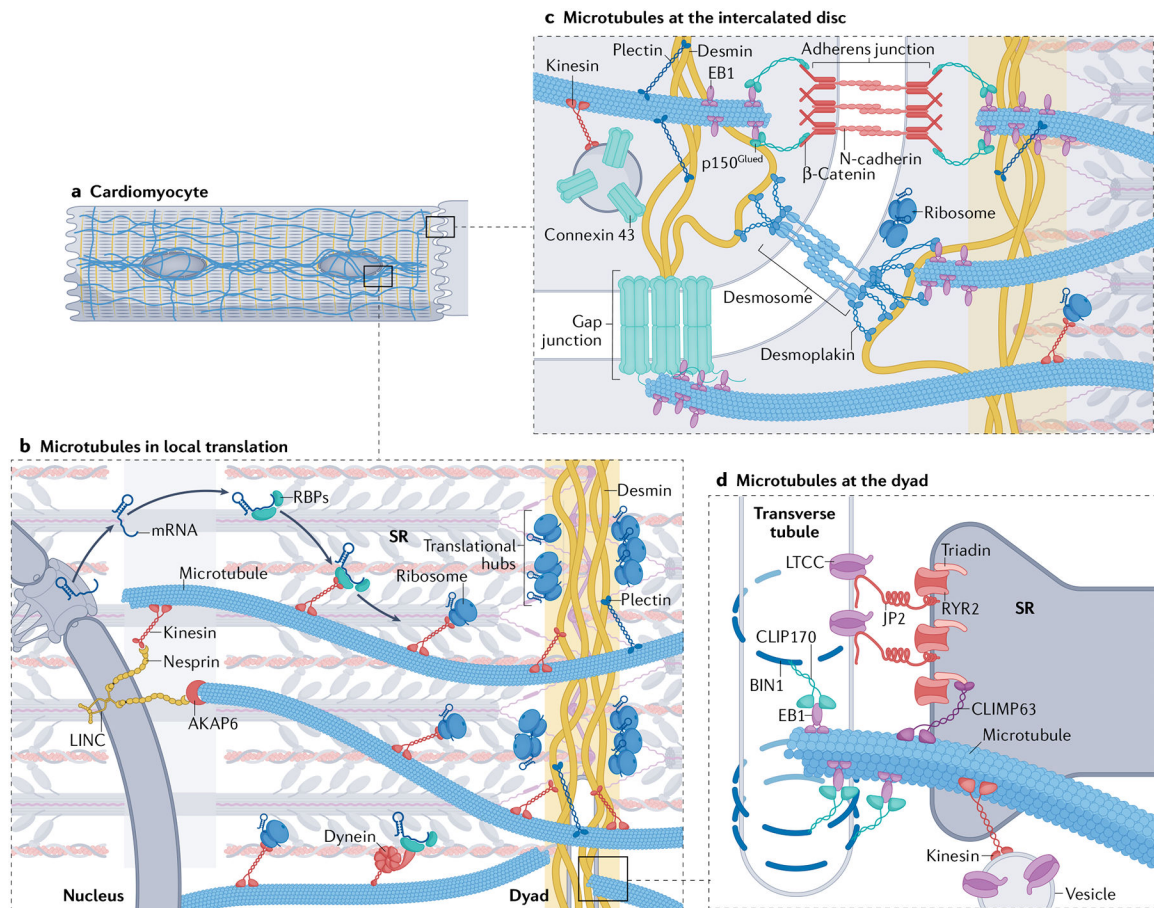 c Microtubules at the intercalated disc
Plectin
Desmin
Adherens junction
Kinesin
EB1
p150Glued
N-cadherin
β-Catenin
Connexin 43
Ribosome
Desmosome
Gap
junction
Desmoplakin
a Cardiomyocyte
b Microtubules in local translation
RBPs
mRNA
SR
Desmin
Translational
hubs
Microtubule
Ribosome
Plectin
Kinesin
Nesprin
AKAP6
LINC
Dynein
Nucleus
Dyad
d Microtubules at the dyad
Transverse
tubule
LTCC
Triadin
JP2
RYR2
SR
CLIP170
BIN1
EB1
CLIMP63
Microtubule
Kinesin
Vesicle